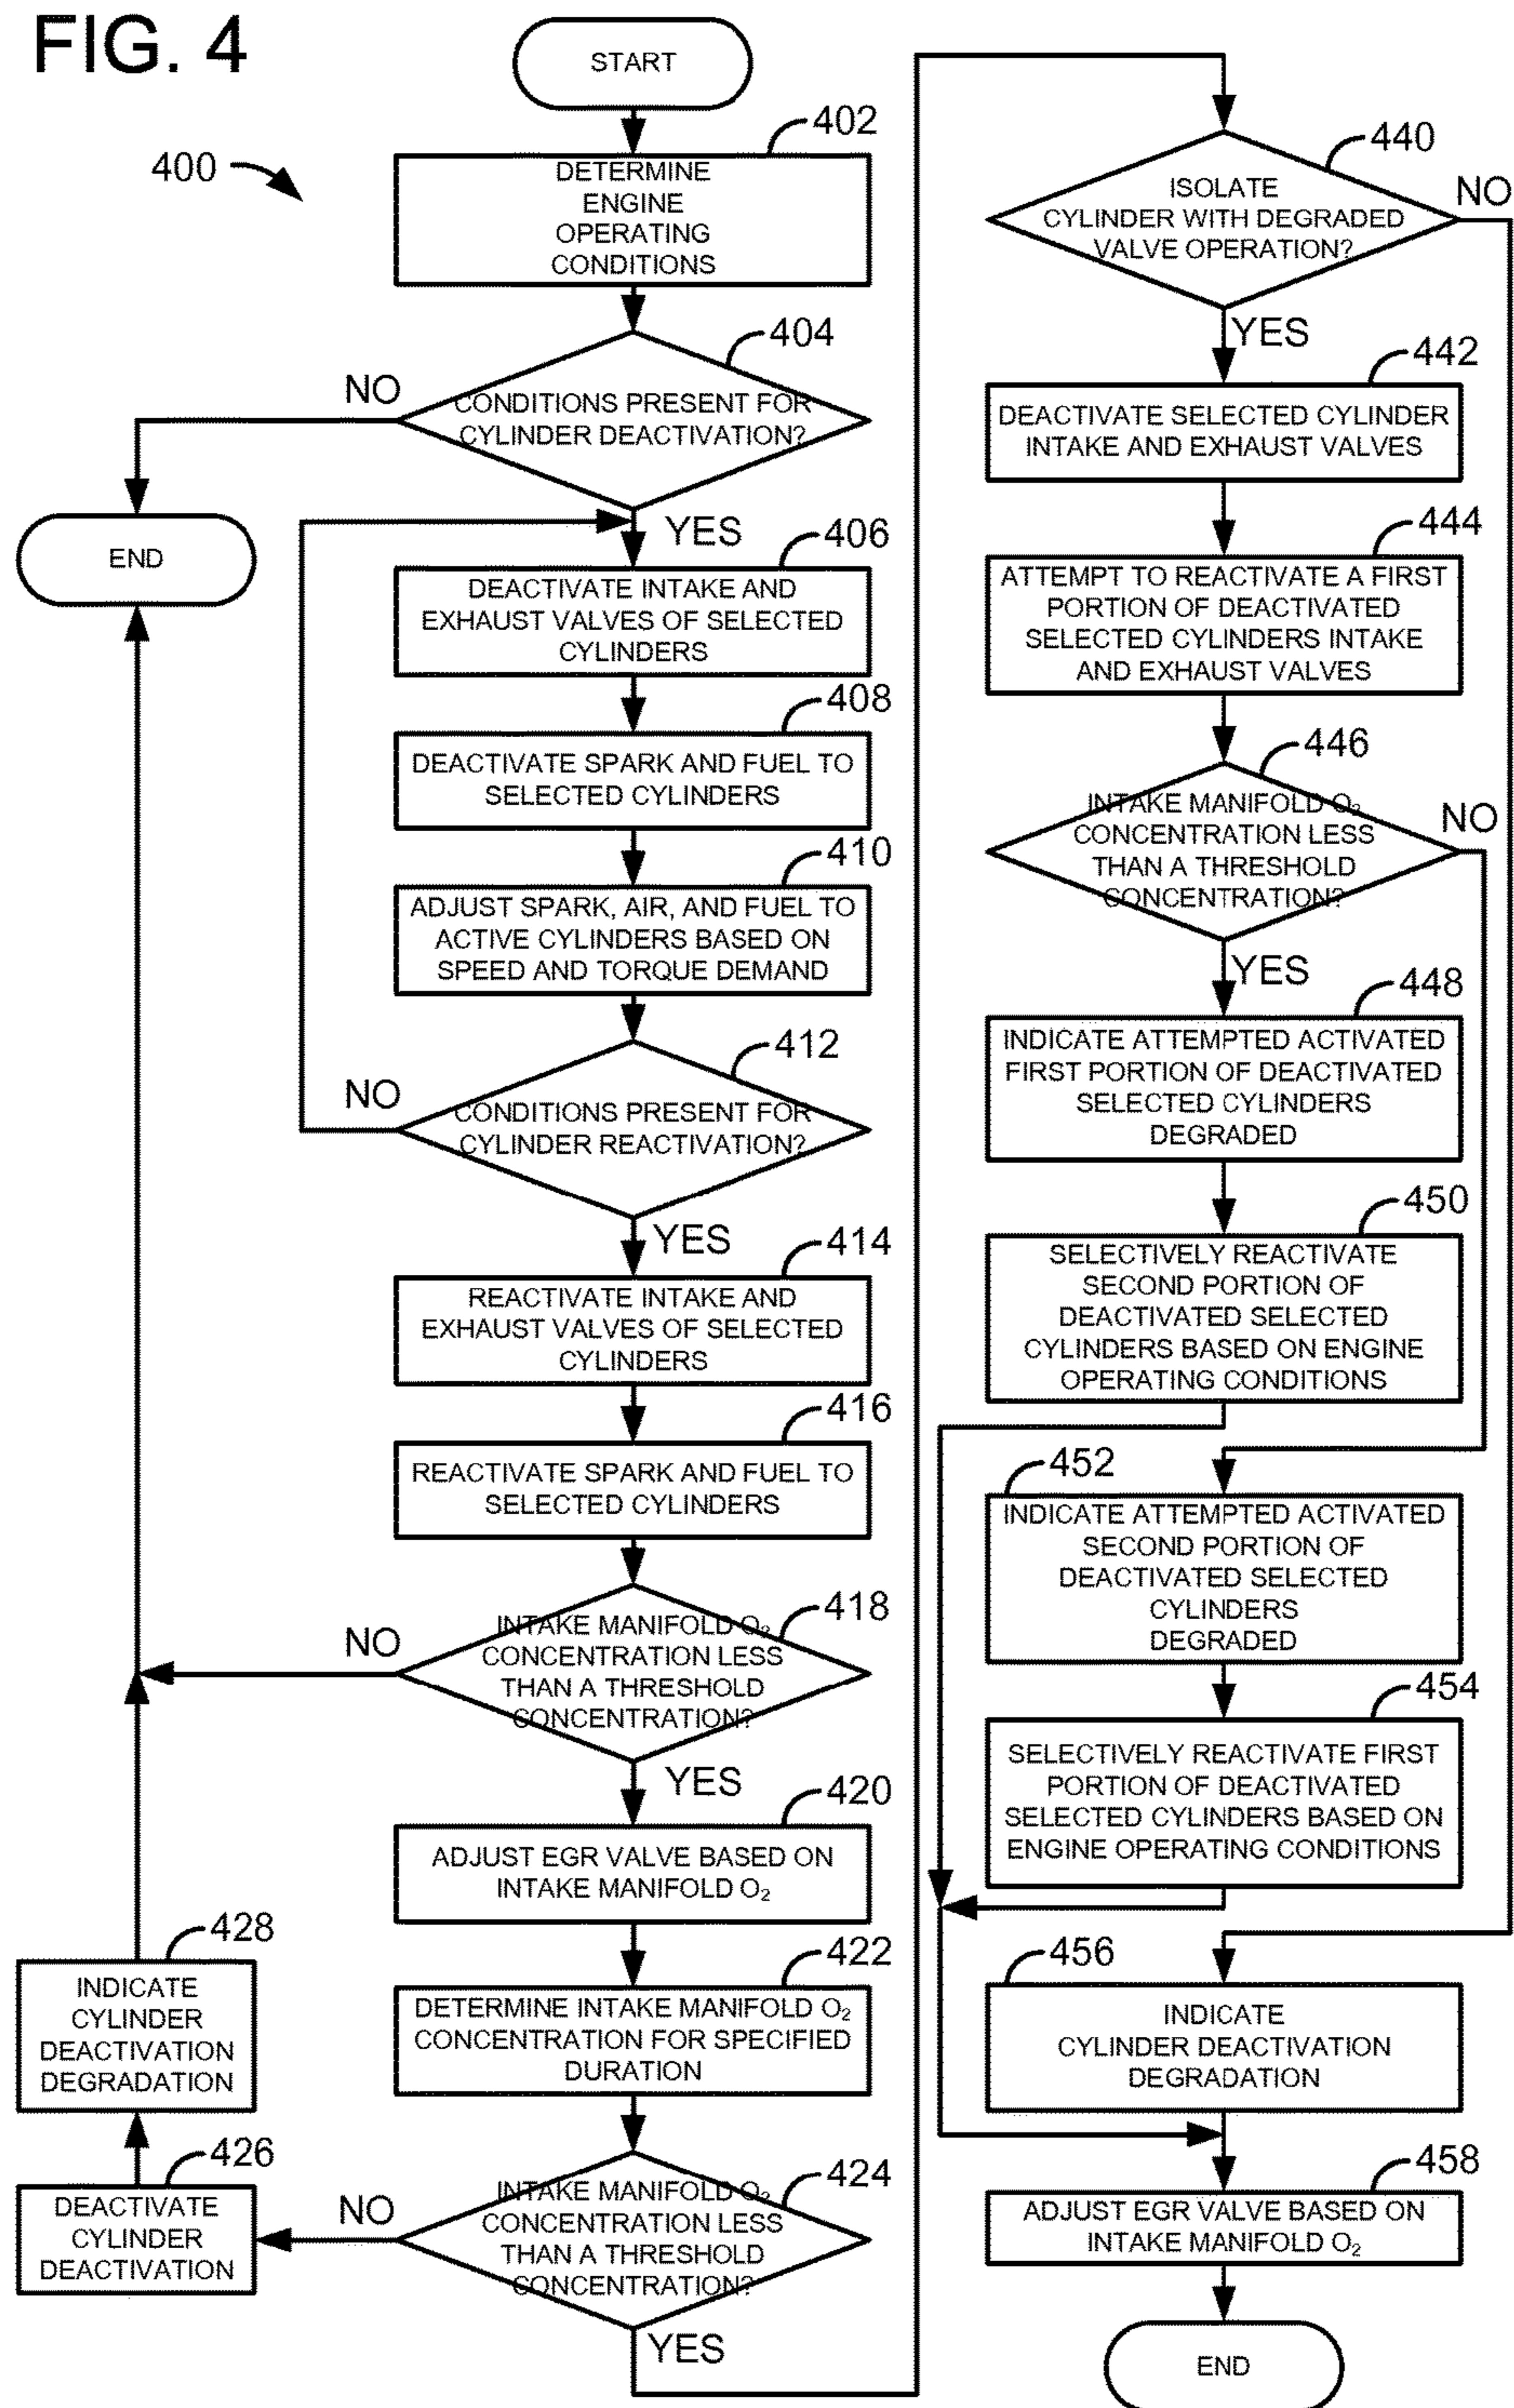 FIG. 4
START
400
402
DETERMINE
ENGINE
OPERATING
CONDITIONS
404
NO
CONDITIONS PRESENT FOR
CYLINDER DEACTIVATION?
END
YES
406
DEACTIVATE INTAKE AND
EXHAUST VALVES OF SELECTED
CYLINDERS
408
DEACTIVATE SPARK AND FUEL TO
SELECTED CYLINDERS
410
ADJUST SPARK, AIR, AND FUEL TO
ACTIVE CYLINDERS BASED ON
SPEED AND TORQUE DEMAND
412
NO
CONDITIONS PRESENT FOR
CYLINDER REACTIVATION?
YES
414
REACTIVATE INTAKE AND
EXHAUST VALVES OF SELECTED
CYLINDERS
416
REACTIVATE SPARK AND FUEL TO
SELECTED CYLINDERS
418
NO
INTAKE MANIFOLD O₂
CONCENTRATION LESS
THAN A THRESHOLD
CONCENTRATION?
YES
420
ADJUST EGR VALVE BASED ON
INTAKE MANIFOLD O₂
422
DETERMINE INTAKE MANIFOLD O₂
CONCENTRATION FOR SPECIFIED
DURATION
424
NO
INTAKE MANIFOLD O₂
CONCENTRATION LESS
THAN A THRESHOLD
CONCENTRATION?
YES
426
DEACTIVATE
CYLINDER
DEACTIVATION
428
INDICATE
CYLINDER
DEACTIVATION
DEGRADATION
440
NO
ISOLATE
CYLINDER WITH DEGRADED
VALVE OPERATION?
YES
442
DEACTIVATE SELECTED CYLINDER
INTAKE AND EXHAUST VALVES
444
ATTEMPT TO REACTIVATE A FIRST
PORTION OF DEACTIVATED
SELECTED CYLINDERS INTAKE
AND EXHAUST VALVES
446
NO
INTAKE MANIFOLD O₂
CONCENTRATION LESS
THAN A THRESHOLD
CONCENTRATION?
YES
448
INDICATE ATTEMPTED ACTIVATED
FIRST PORTION OF DEACTIVATED
SELECTED CYLINDERS
DEGRADED
450
SELECTIVELY REACTIVATE
SECOND PORTION OF
DEACTIVATED SELECTED
CYLINDERS BASED ON ENGINE
OPERATING CONDITIONS
452
INDICATE ATTEMPTED ACTIVATED
SECOND PORTION OF
DEACTIVATED SELECTED
CYLINDERS
DEGRADED
454
SELECTIVELY REACTIVATE FIRST
PORTION OF DEACTIVATED
SELECTED CYLINDERS BASED ON
ENGINE OPERATING CONDITIONS
456
INDICATE
CYLINDER DEACTIVATION
DEGRADATION
458
ADJUST EGR VALVE BASED ON
INTAKE MANIFOLD O₂
END